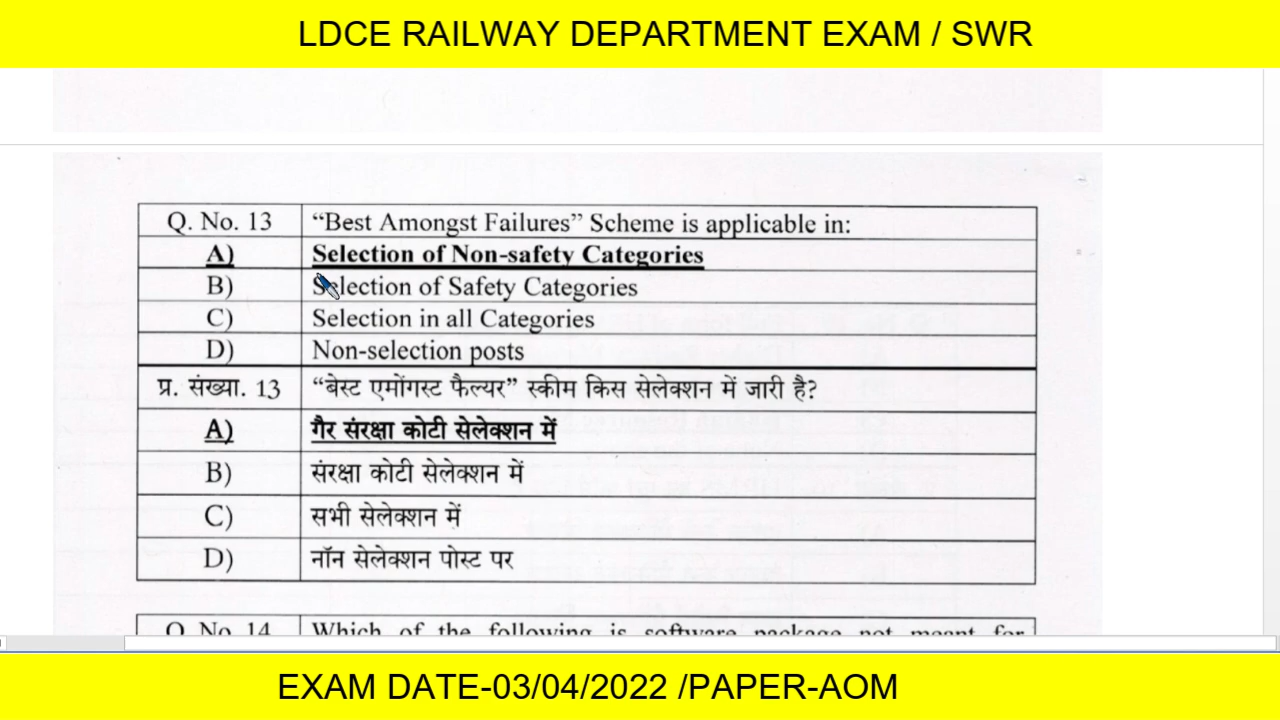 LDCE RAILWAY DEPARTMENT EXAM / SWR
Q. No. 13 “Best Amongst Failures” Scheme is applicable in:
A) Selection of Non-safety Categories
B) Selection of Safety Categories
C) Selection in all Categories
D) Non-selection posts
प्र. संख्या. 13 “बेस्ट एमोंगस्ट फैल्यर” स्कीम किस सेलेक्शन में जारी है?
A) गैर संरक्षा कोटी सेलेक्शन में
B) संरक्षा कोटी सेलेक्शन में
C) सभी सेलेक्शन में
D) नॉन सेलेक्शन पोस्ट पर
Q. No. 14 Which of the following is software package not meant for
EXAM DATE-03/04/2022 /PAPER-AOM